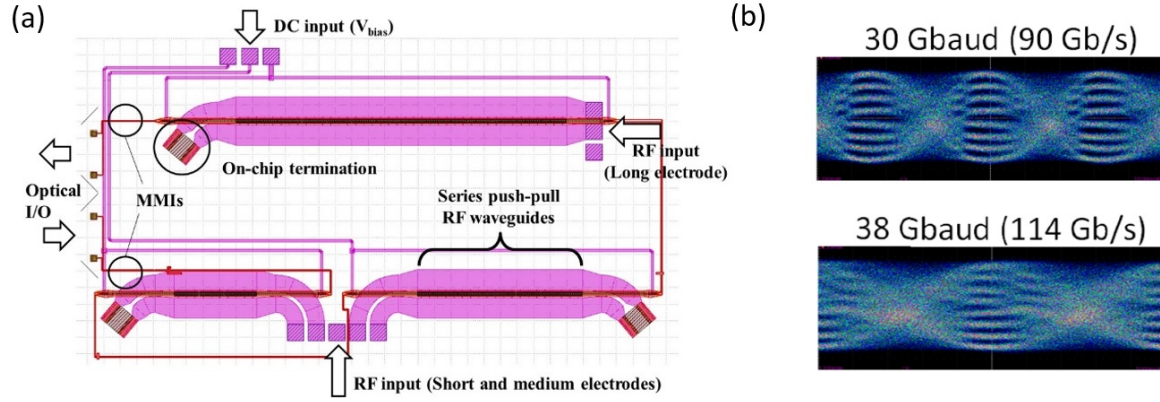 (a)
DC input (Vbias)
On-chip termination
RF input
(Long electrode)
Optical
I/O
MMIs
Series push-pull
RF waveguides
RF input (Short and medium electrodes)
(b)
30 Gbaud (90 Gb/s)
38 Gbaud (114 Gb/s)